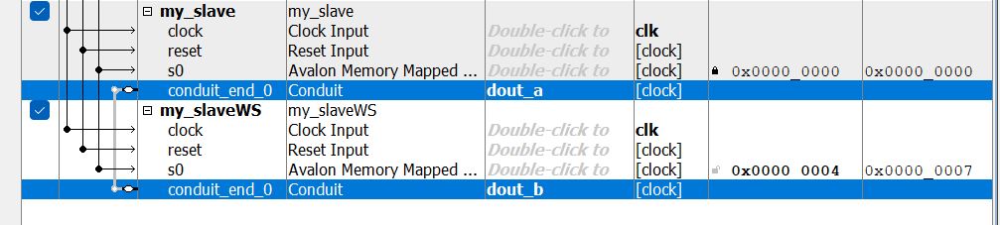 my_slave my_slave
clock Clock Input Double-click to clk
reset Reset Input Double-click to [clock]
s0 Avalon Memory Mapped ... Double-click to [clock] 0x0000_0000 0x0000_0000
conduit_end_0 Conduit dout_a [clock]
my_slaveWS my_slaveWS
clock Clock Input Double-click to clk
reset Reset Input Double-click to [clock]
s0 Avalon Memory Mapped ... Double-click to [clock] 0x0000_0004 0x0000_0007
conduit_end_0 Conduit dout_b [clock]